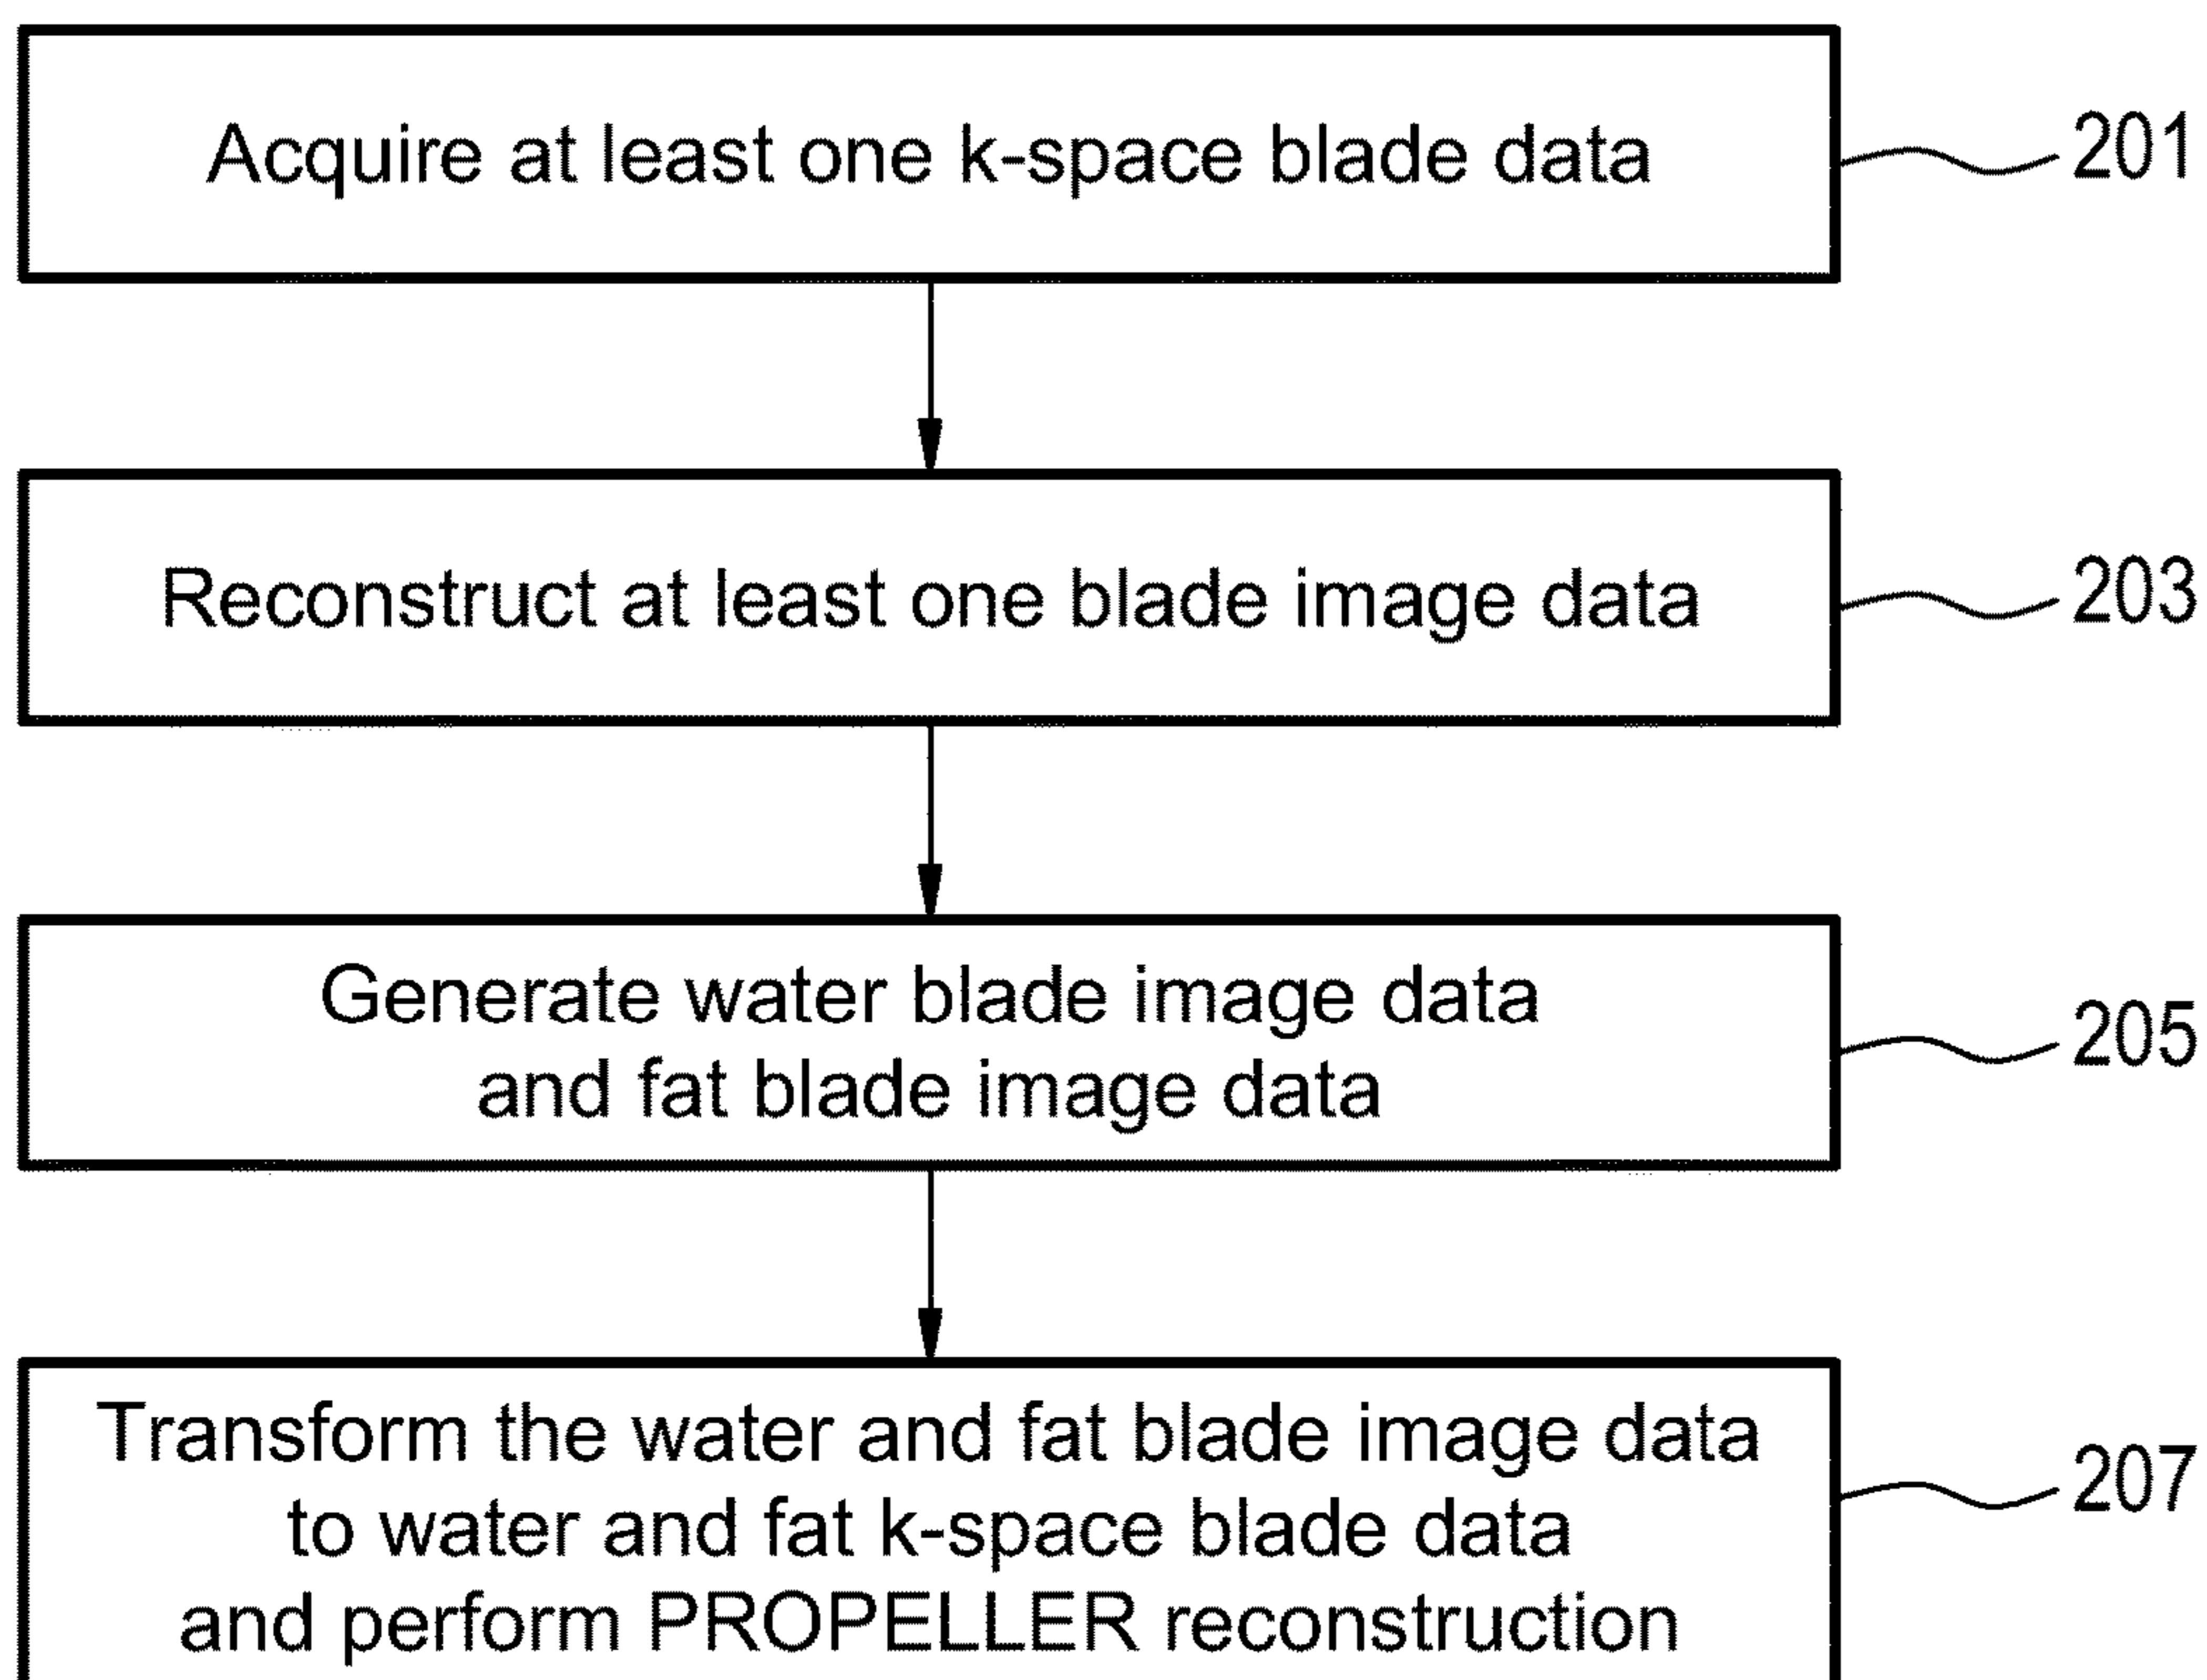 Acquire at least one k-space blade data
201
Reconstruct at least one blade image data
203
Generate water blade image data
and fat blade image data
205
Transform the water and fat blade image data
to water and fat k-space blade data
and perform PROPELLER reconstruction
207